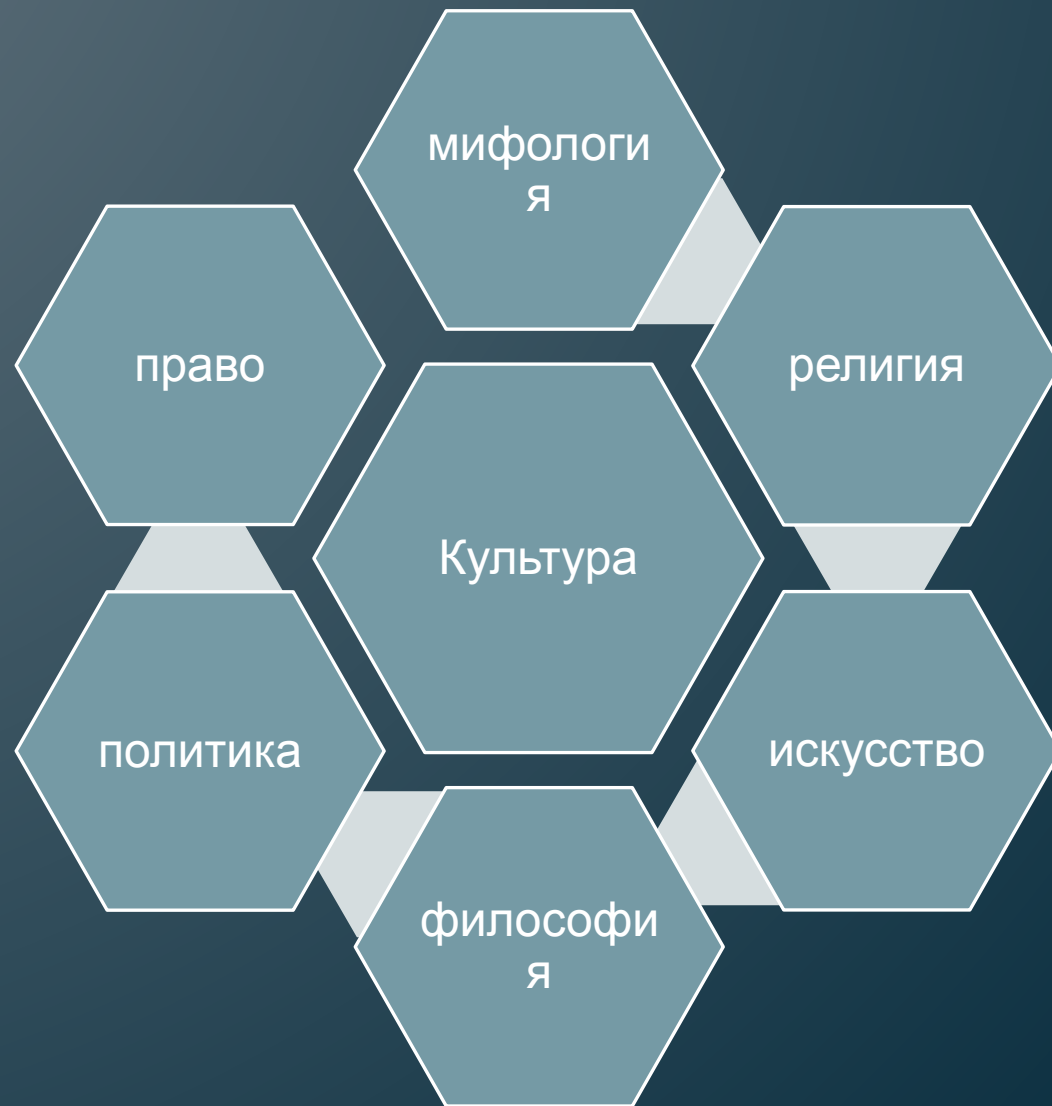 мифологи
я
право
религия
Культура
политика
искусство
философи
я